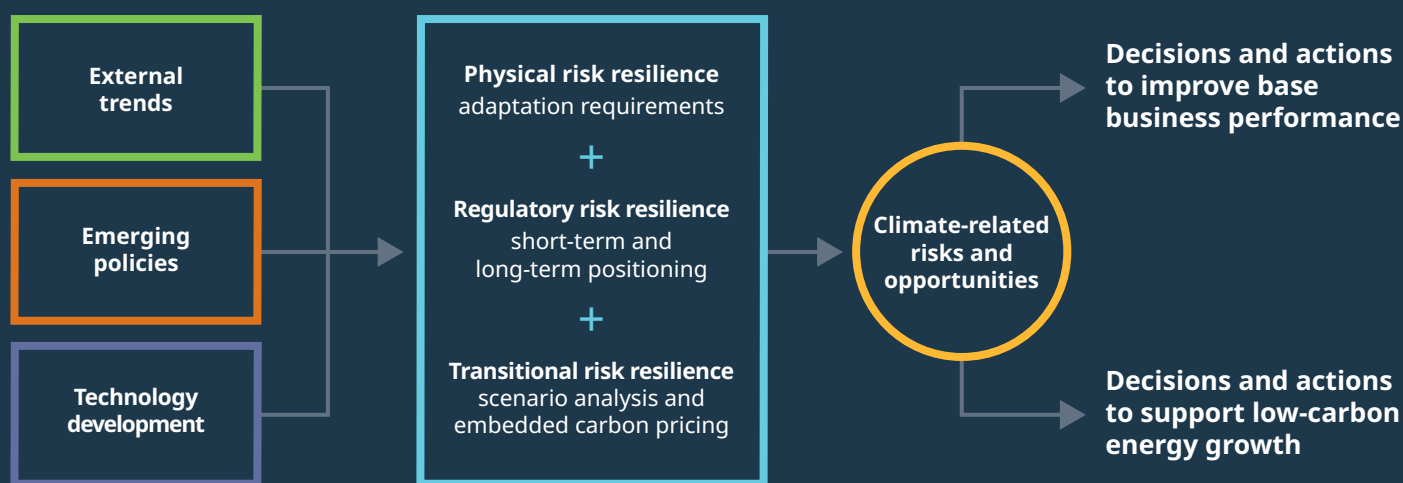 External
trends
Emerging
policies
Technology
development
Physical risk resilience
adaptation requirements
+
Regulatory risk resilience
short-term and
long-term positioning
+
Transitional risk resilience
scenario analysis and
embedded carbon pricing
Climate-related
risks and
opportunities
Decisions and actions
to improve base
business performance
Decisions and actions
to support low-carbon
energy growth